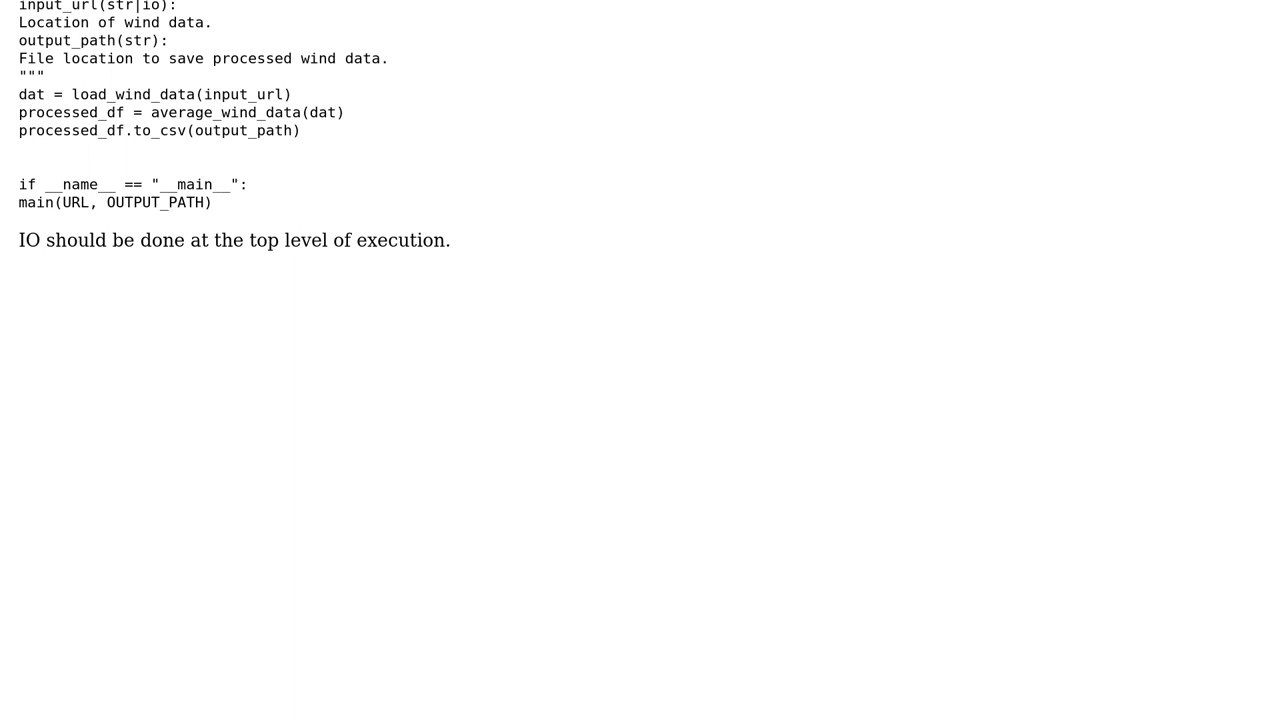 input_url(str|io):
Location of wind data.
output_path(str):
File location to save processed wind data.
"""
dat = load_wind_data(input_url)
processed_df = average_wind_data(dat)
processed_df.to_csv(output_path)
if __name__ == "__main__":
main(URL, OUTPUT_PATH)
IO should be done at the top level of execution.